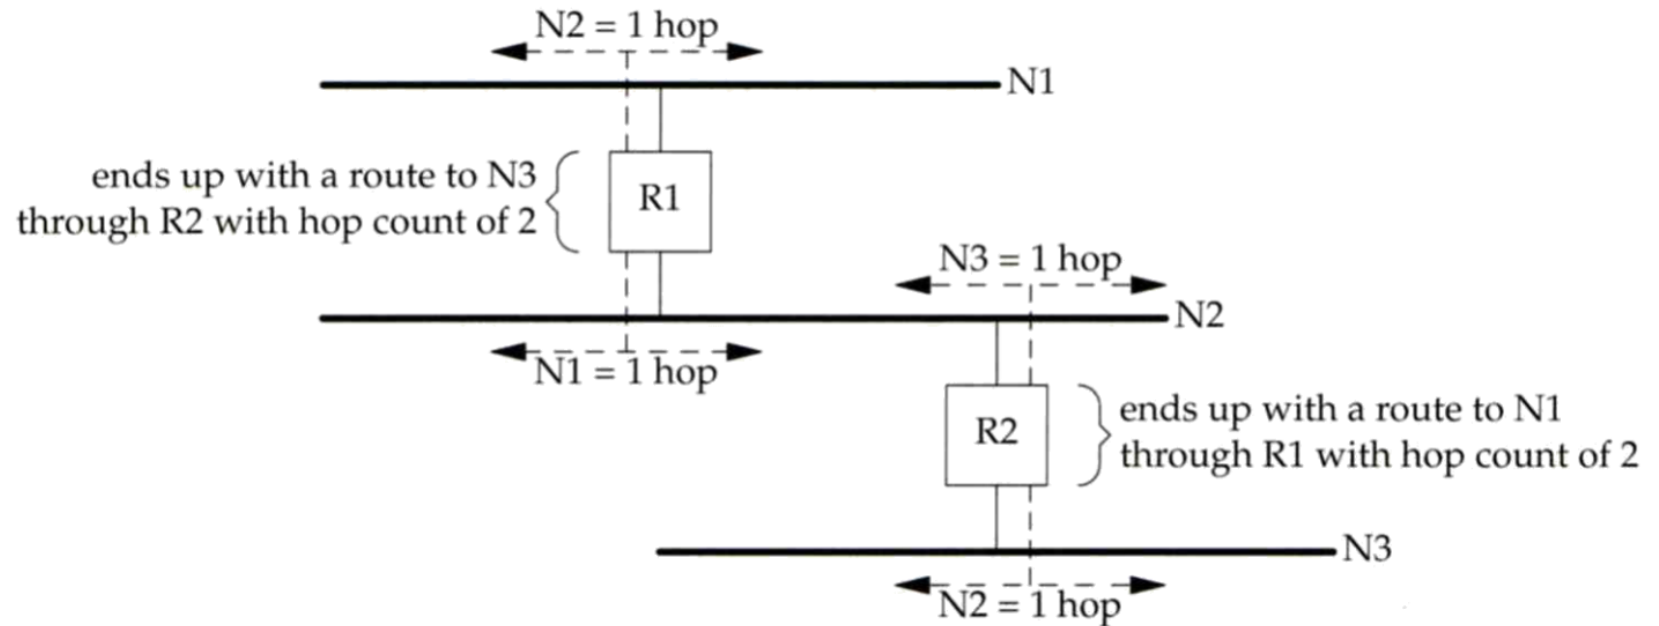 N2 = 1 hop
N1
ends up with a route to N3
through R2 with hop count of 2
R1
N3 = 1 hop
N2
N1 = 1 hop
R2
ends up with a route to N1
through R1 with hop count of 2
N3
N2 = 1 hop